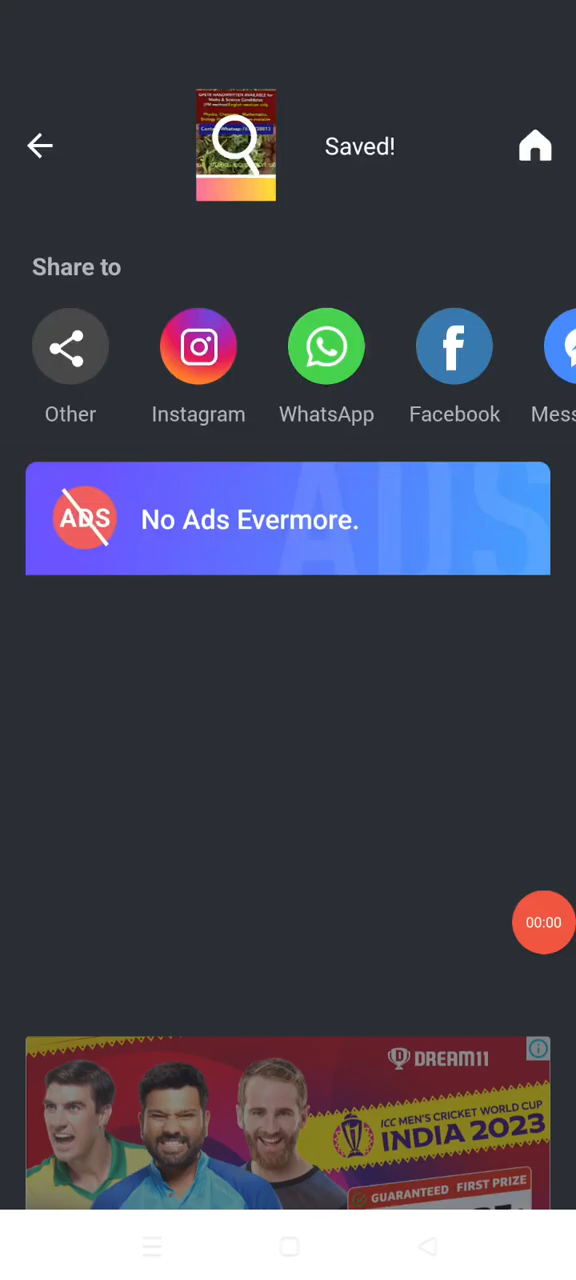 Saved!
Share to
Other
Instagram
WhatsApp
Facebook
Mess
ADS
No Ads Evermore.
00:00
DREAM11
ICC MEN'S CRICKET WORLD CUP
INDIA 2023
GUARANTEED FIRST PRIZE